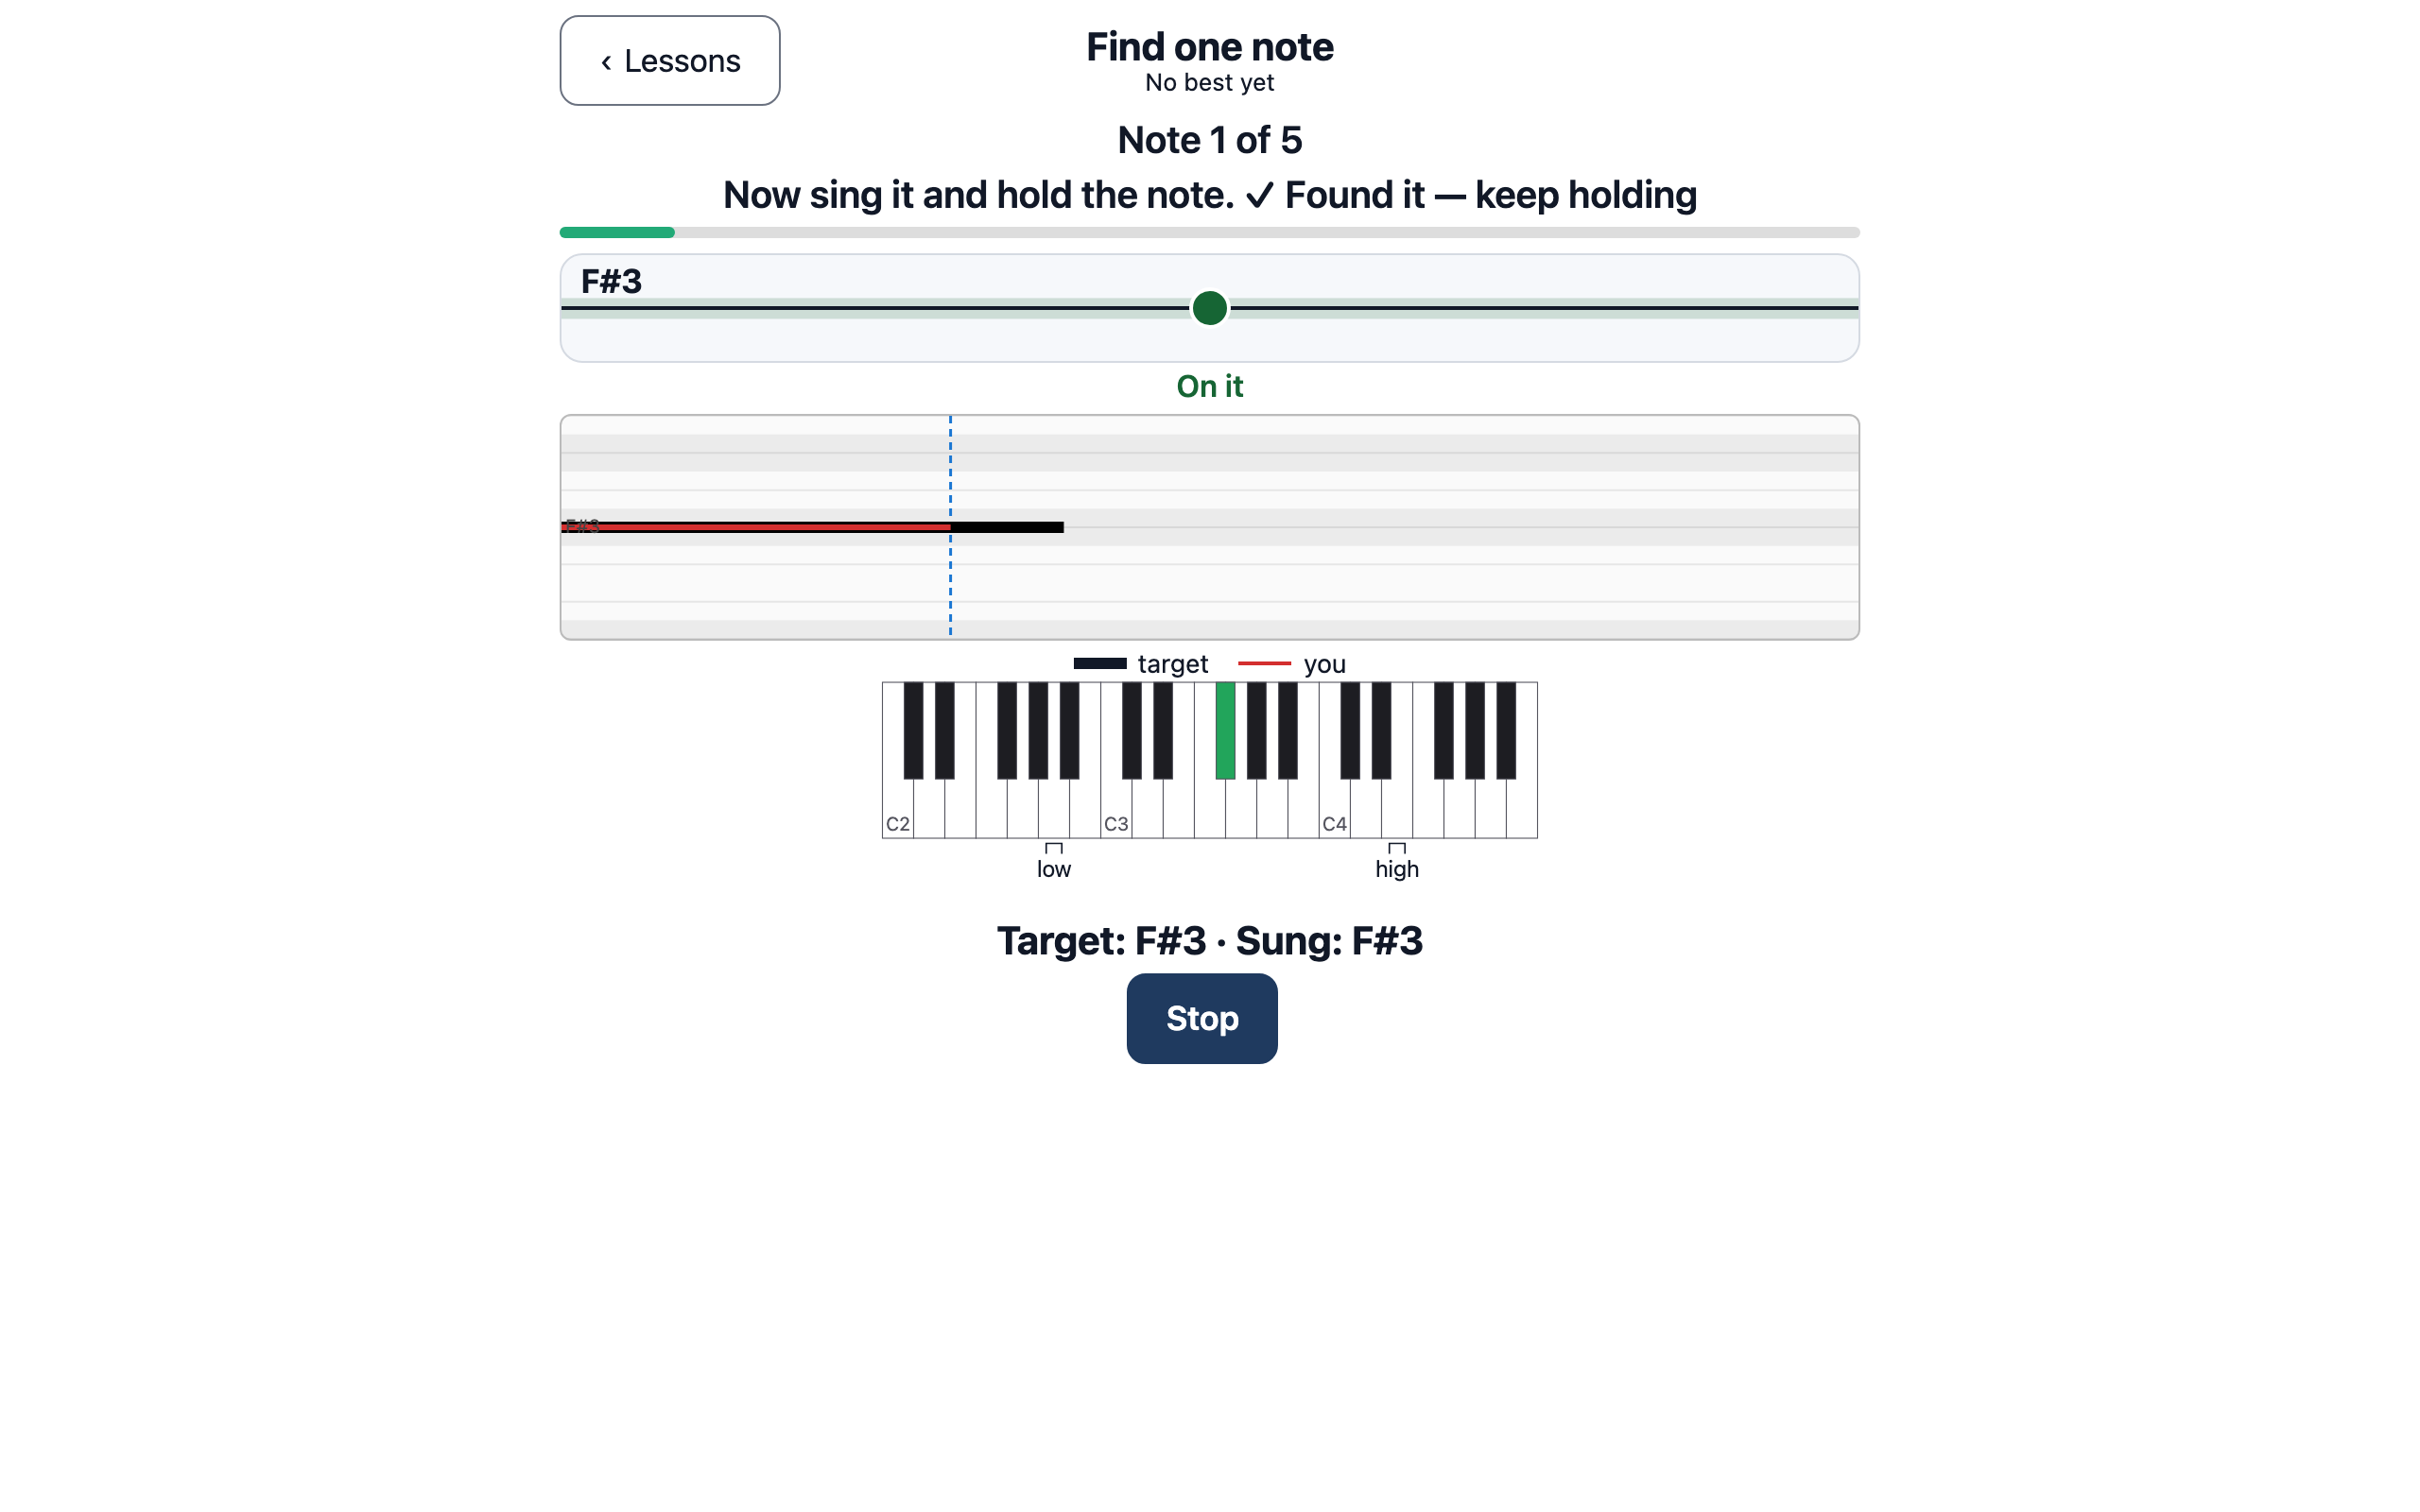 ‹ Lessons
Find one note
No best yet
Note 1 of 5
Now sing it and hold the note. ✓ Found it — keep holding
F#3
On it
F#3
target you
C2 C3 C4
low high
Target: F#3 · Sung: F#3
Stop